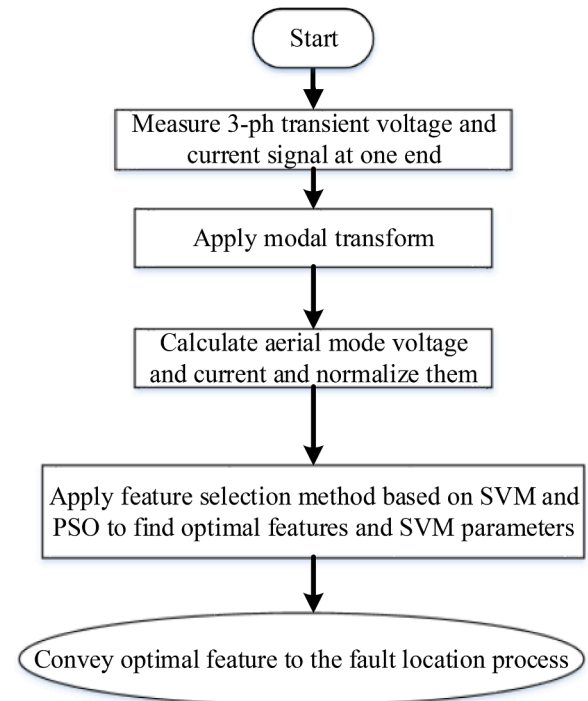 Start
Measure 3-ph transient voltage and
current signal at one end
Apply modal transform
Calculate aerial mode voltage
and current and normalize them
Apply feature selection method based on SVM and
PSO to find optimal features and SVM parameters
Convey optimal feature to the fault location process